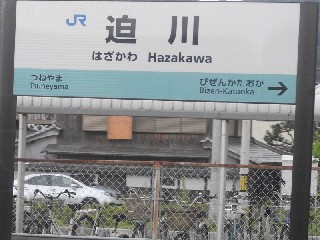 JR 迫川
はざかわ Hazakawa
つねやま びぜんかたおか
Tsuneyama Bizen-Kataoka →